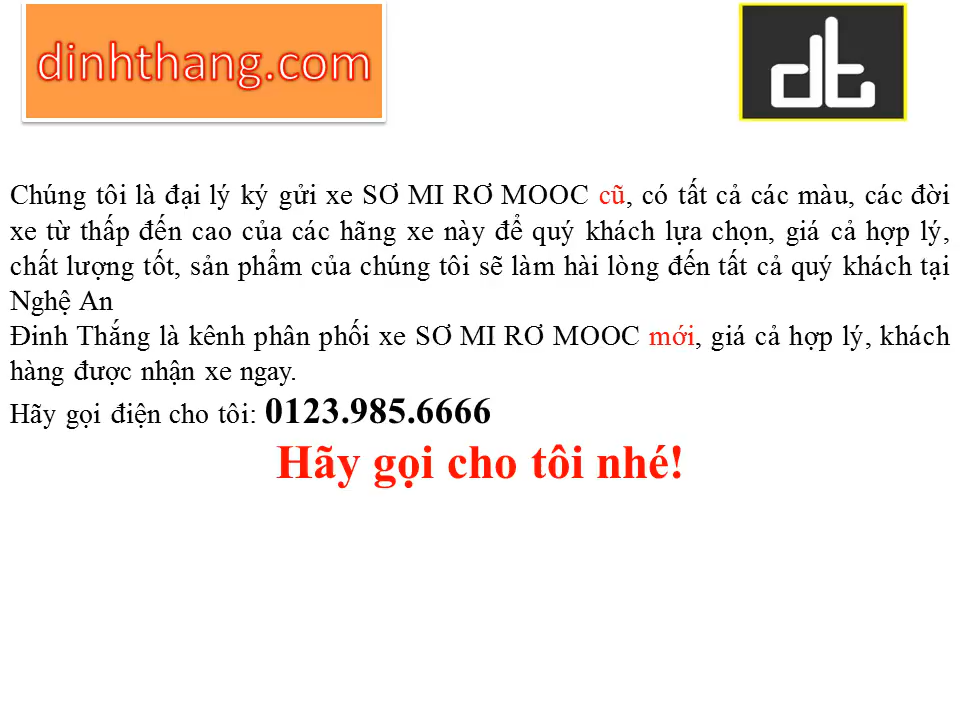 dinhthang.com
dt
Chúng tôi là đại lý ký gửi xe SƠ MI RƠ MOOC cũ, có tất cả các màu, các đời
xe từ thấp đến cao của các hãng xe này để quý khách lựa chọn, giá cả hợp lý,
chất lượng tốt, sản phẩm của chúng tôi sẽ làm hài lòng đến tất cả quý khách tại
Nghệ An
Đinh Thắng là kênh phân phối xe SƠ MI RƠ MOOC mới, giá cả hợp lý, khách
hàng được nhận xe ngay.
Hãy gọi điện cho tôi: 0123.985.6666
Hãy gọi cho tôi nhé!